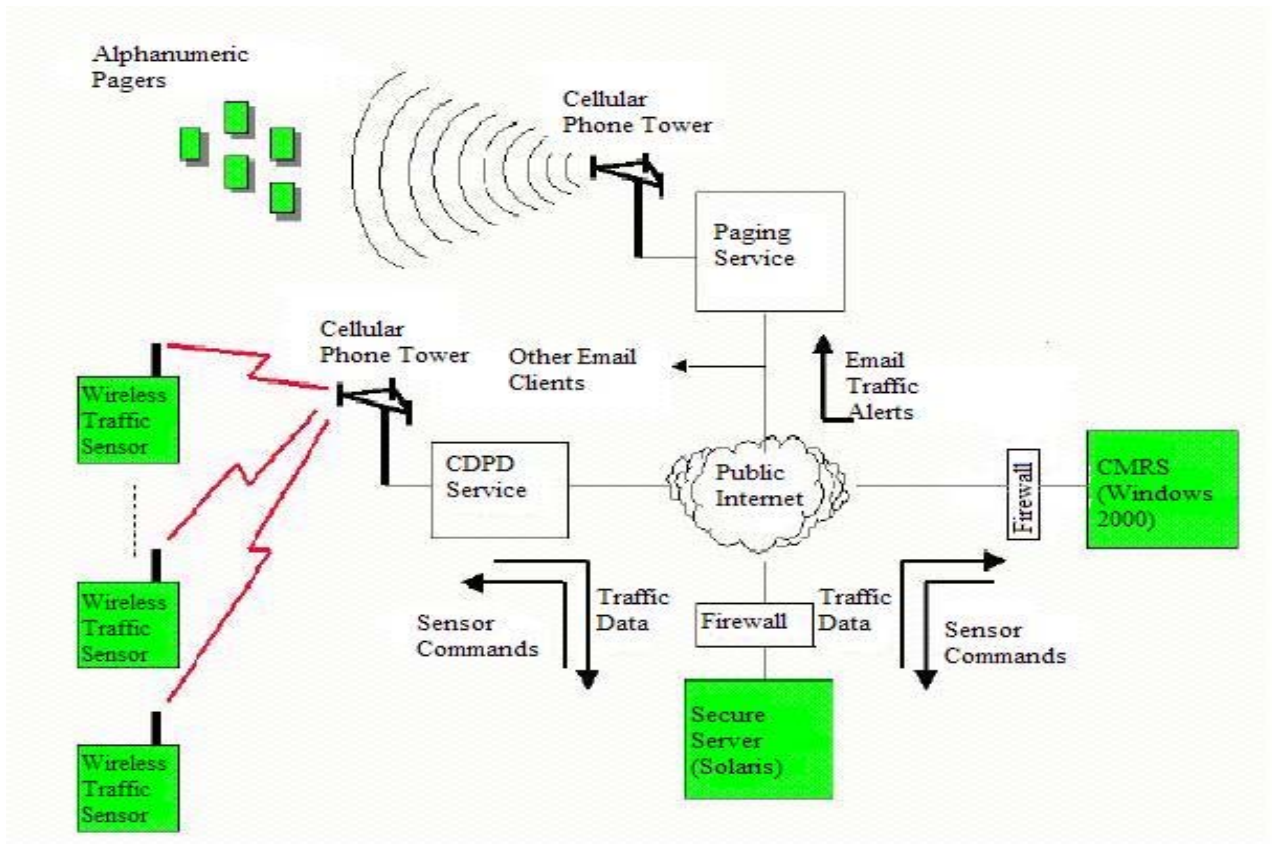 Alphanumeric
Pagers
Cellular
Phone Tower
Paging
Service
Cellular
Phone Tower
Other Email
Clients
Email
Traffic
Alerts
Wireless
Traffic
Sensor
CDPD
Service
Public
Internet
Firewall
CMRS
(Windows
2000)
Wireless
Traffic
Sensor
Sensor
Commands
Traffic
Data
Firewall
Traffic
Data
Sensor
Commands
Secure
Server
(Solaris)
Wireless
Traffic
Sensor